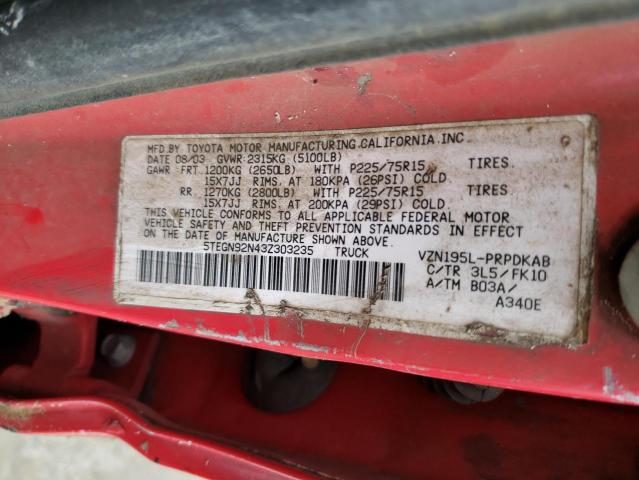 MFD BY TOYOTA MOTOR MANUFACTURING.CALIFORNIA.INC
DATE 08/03 GVWR 2315KG (5100LB)
GAWR FRT. 1200KG (2650LB) WITH P225/75R15 TIRES.
15X7JJ RIMS. AT 180KPA (26PSI) COLD
RR. 1270KG (2800LB) WITH P225/75R15 TIRES.
15X7JJ RIMS. AT 200KPA (29PSI) COLD.
THIS VEHICLE CONFORMS TO ALL APPLICABLE FEDERAL MOTOR
VEHICLE SAFETY AND THEFT PREVENTION STANDARDS IN EFFECT
ON THE DATE OF MANUFACTURE SHOWN ABOVE.
5TEGN92N43Z303235 TRUCK
VZN195L-PRPDKAB
C/TR 3L5/FK10
A/TM B03A/
A340E